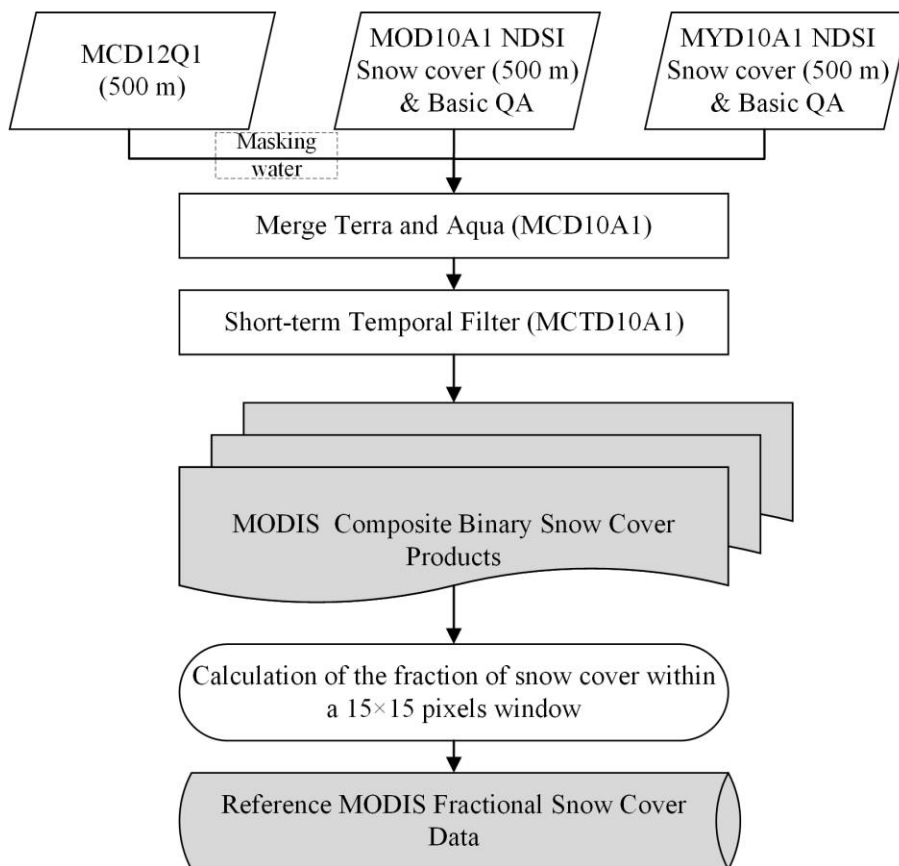 MCD12Q1
(500 m)
MOD10A1 NDSI
Snow cover (500 m)
& Basic QA
MYD10A1 NDSI
Snow cover (500 m)
& Basic QA
Masking
water
Merge Terra and Aqua (MCD10A1)
Short-term Temporal Filter (MCTD10A1)
MODIS Composite Binary Snow Cover
Products
Calculation of the fraction of snow cover within
a 15×15 pixels window
Reference MODIS Fractional Snow Cover
Data